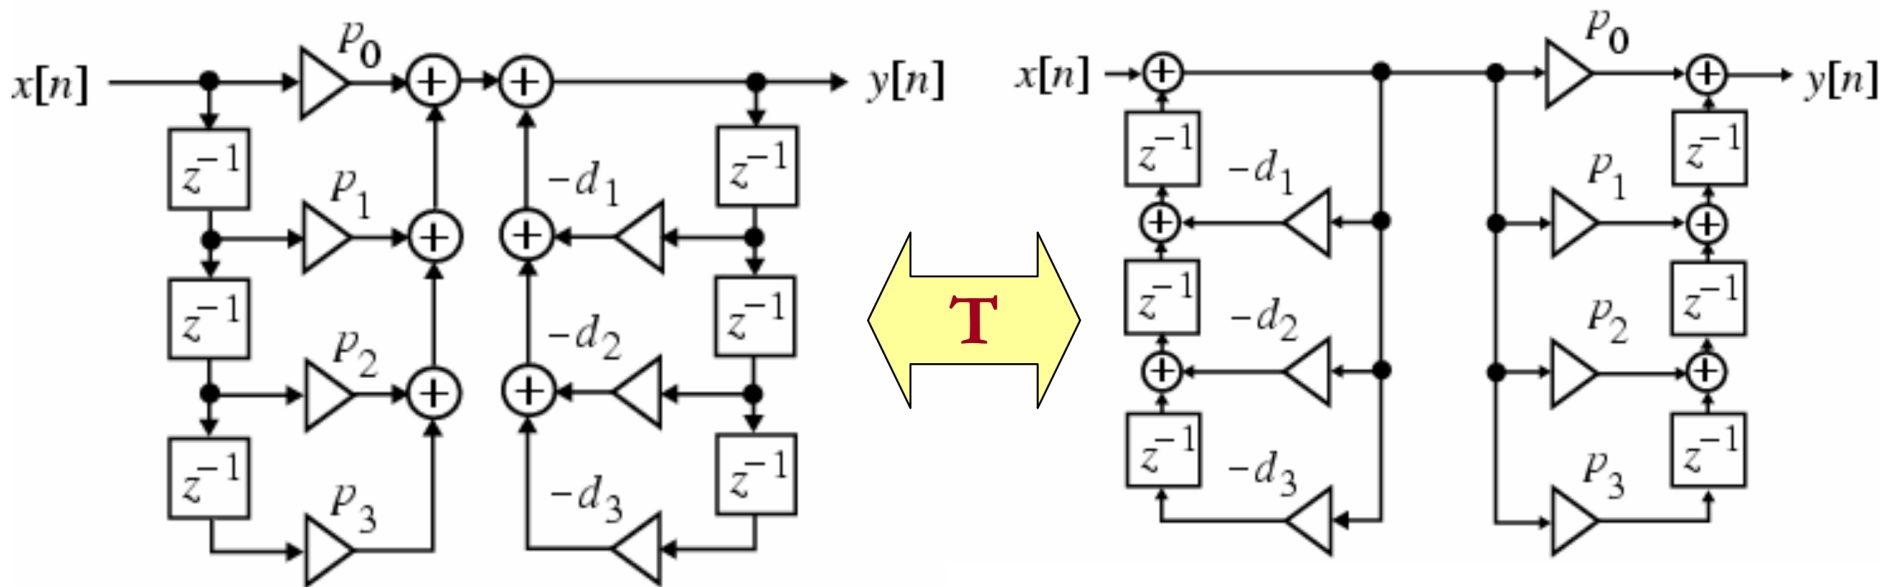 x[n] p0 y[n]
z−1 p1 −d1 z−1
z−1 p2 −d2 z−1
z−1 p3 −d3 z−1
T
x[n] p0 y[n]
z−1 −d1 p1 z−1
z−1 −d2 p2 z−1
z−1 −d3 p3 z−1